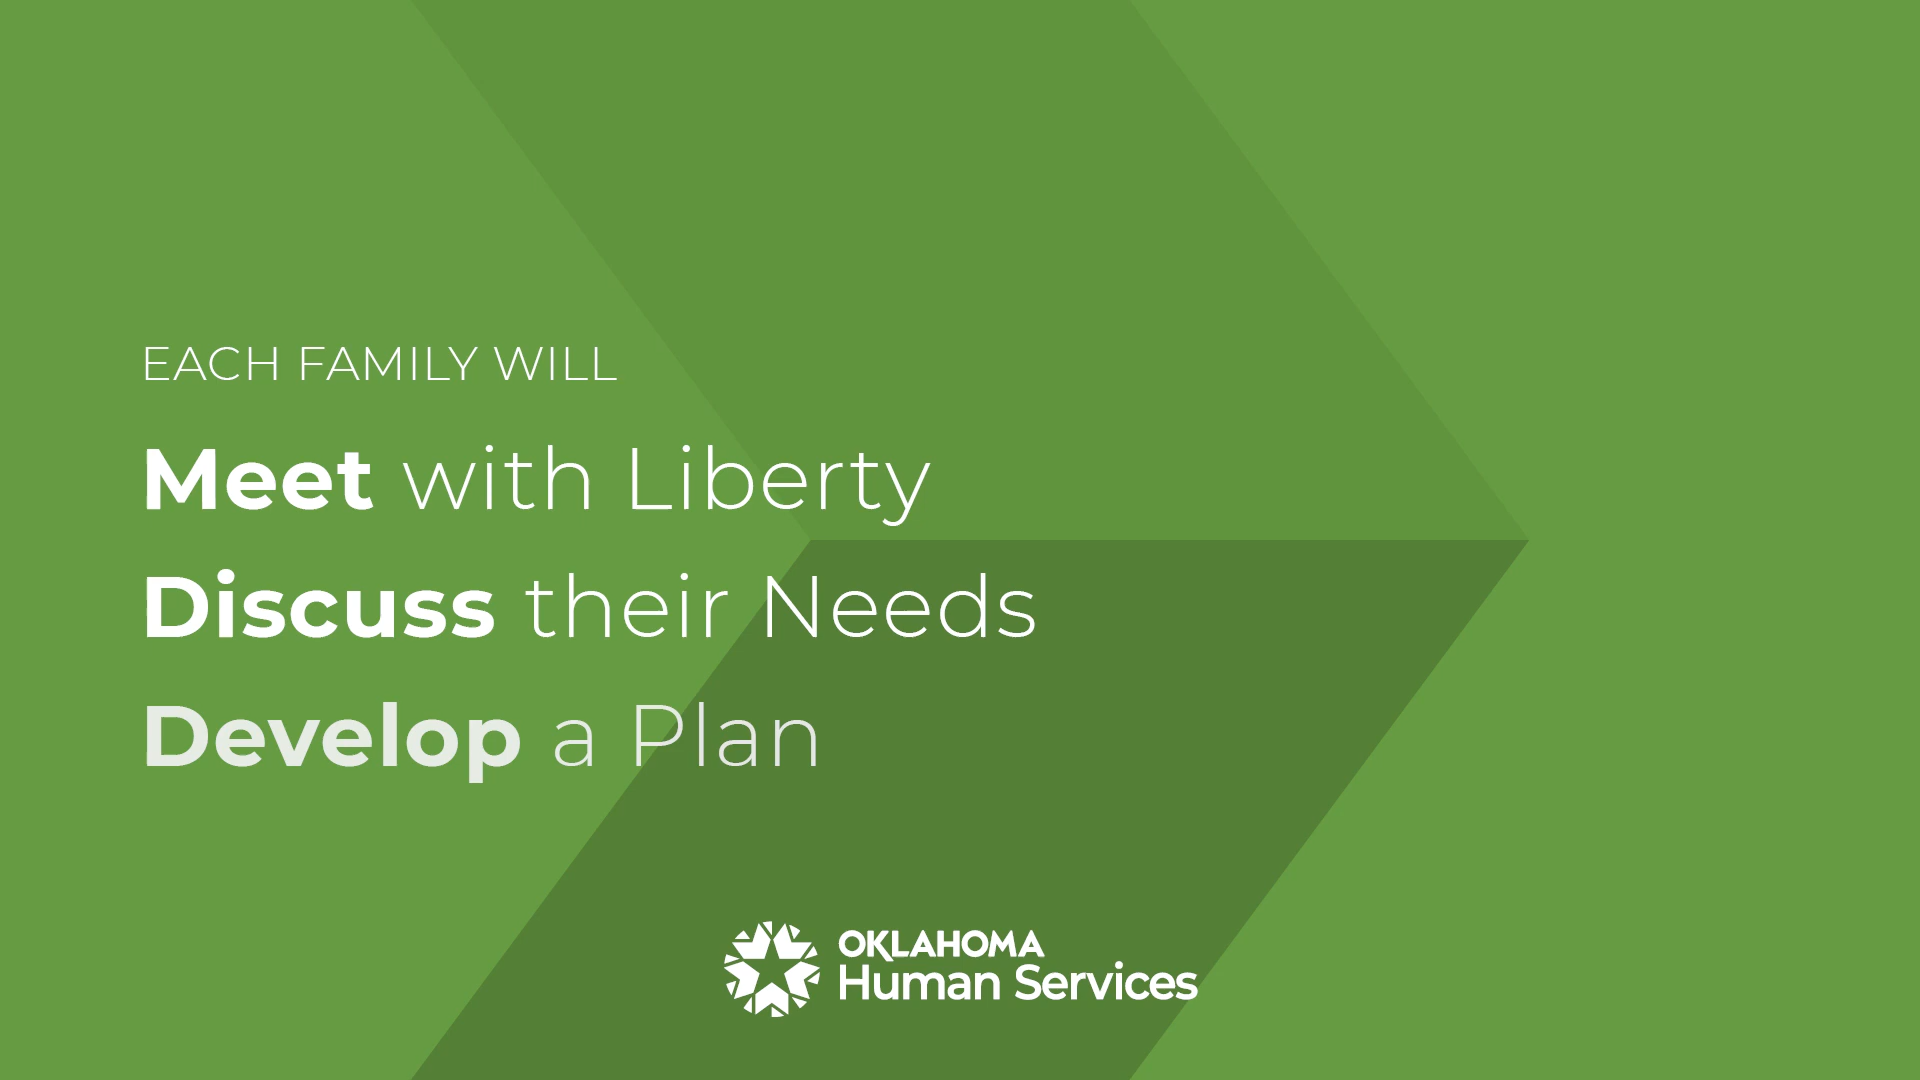 EACH FAMILY WILL
Meet with Liberty
Discuss their Needs
Develop a Plan
OKLAHOMA
Human Services